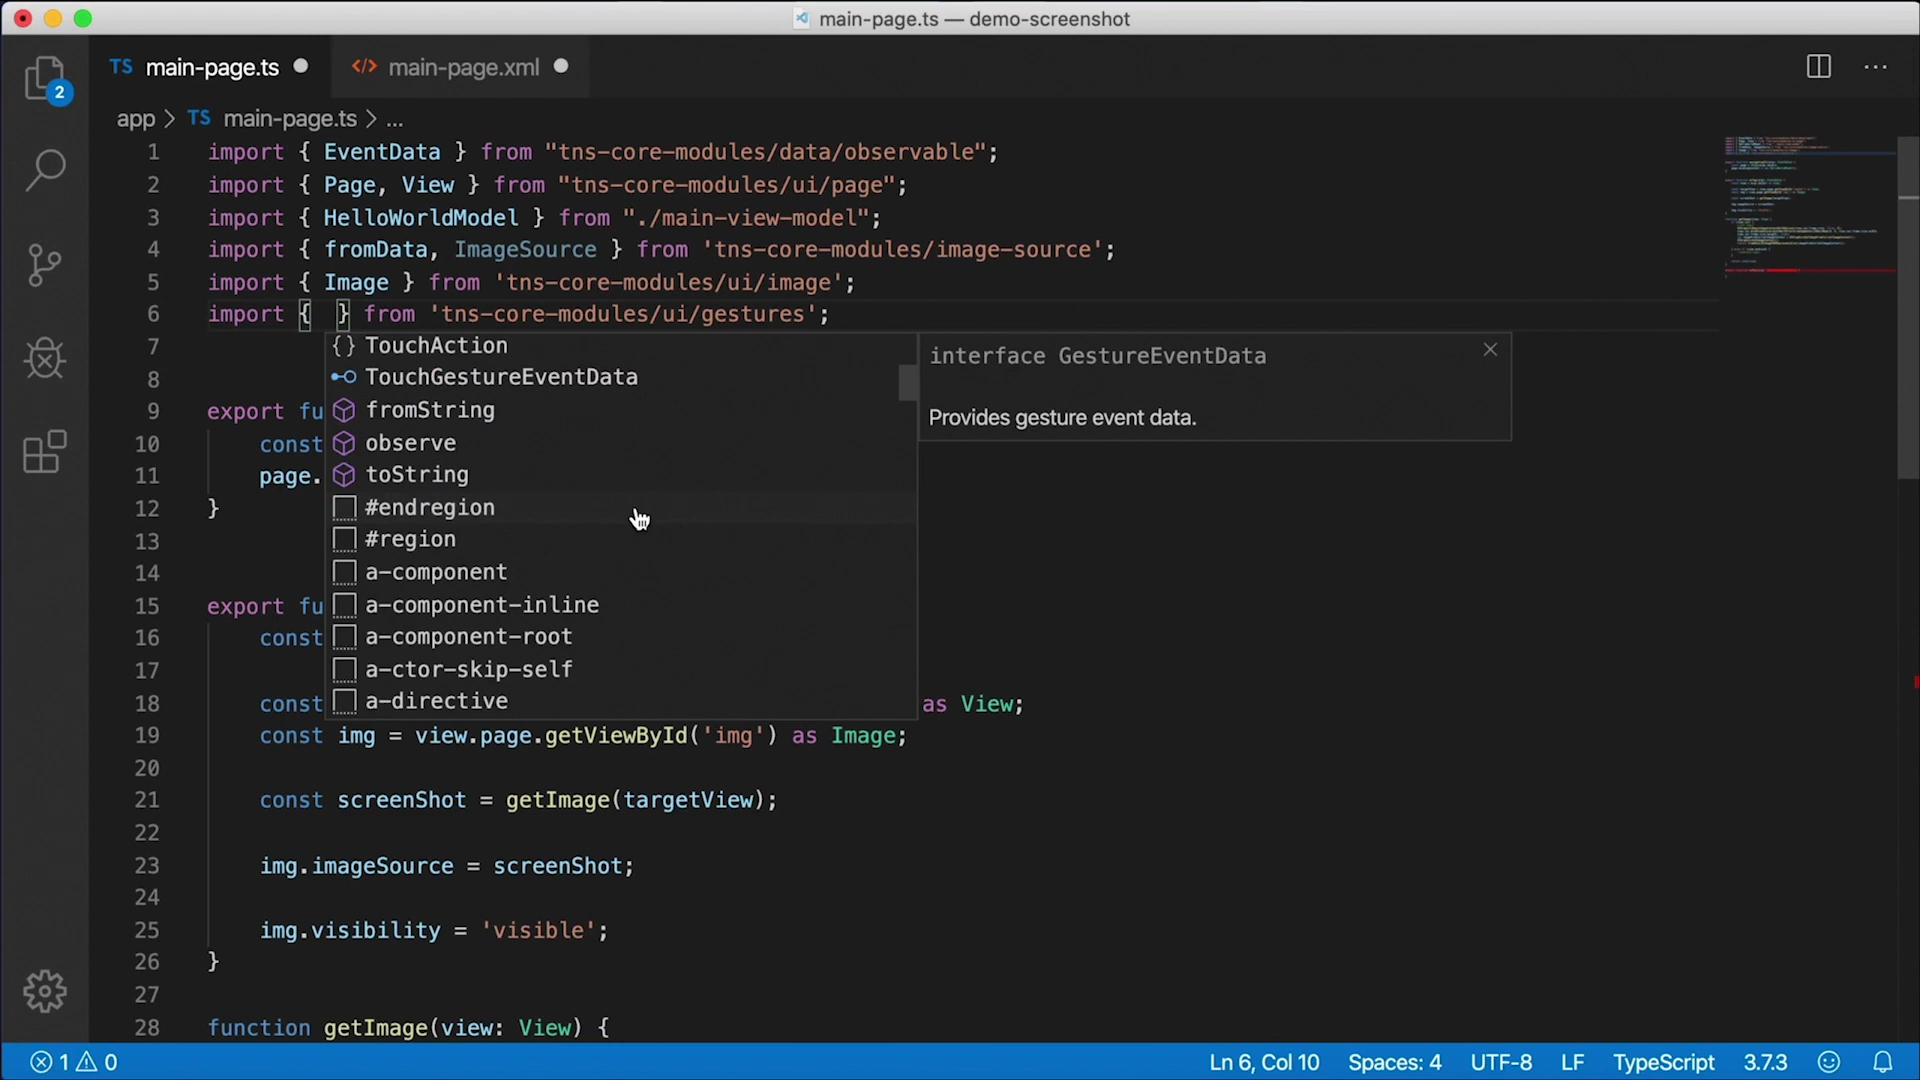 main-page.ts — demo-screenshot
TS main-page.ts
</> main-page.xml
2
app > TS main-page.ts > ...
1 import { EventData } from "tns-core-modules/data/observable";
2 import { Page, View } from "tns-core-modules/ui/page";
3 import { HelloWorldModel } from "./main-view-model";
4 import { fromData, ImageSource } from 'tns-core-modules/image-source';
5 import { Image } from 'tns-core-modules/ui/image';
6 import { } from 'tns-core-modules/ui/gestures';
7
8
9 export fu
10 const
11 page.
12 }
13
14
15 export fu
16 const
17
18 const as View;
19 const img = view.page.getViewById('img') as Image;
20
21 const screenShot = getImage(targetView);
22
23 img.imageSource = screenShot;
24
25 img.visibility = 'visible';
26 }
27
28 function getImage(view: View) {
{} TouchAction
TouchGestureEventData
fromString
observe
toString
#endregion
#region
a-component
a-component-inline
a-component-root
a-ctor-skip-self
a-directive
interface GestureEventData
Provides gesture event data.
1 0
Ln 6, Col 10 Spaces: 4 UTF-8 LF TypeScript 3.7.3